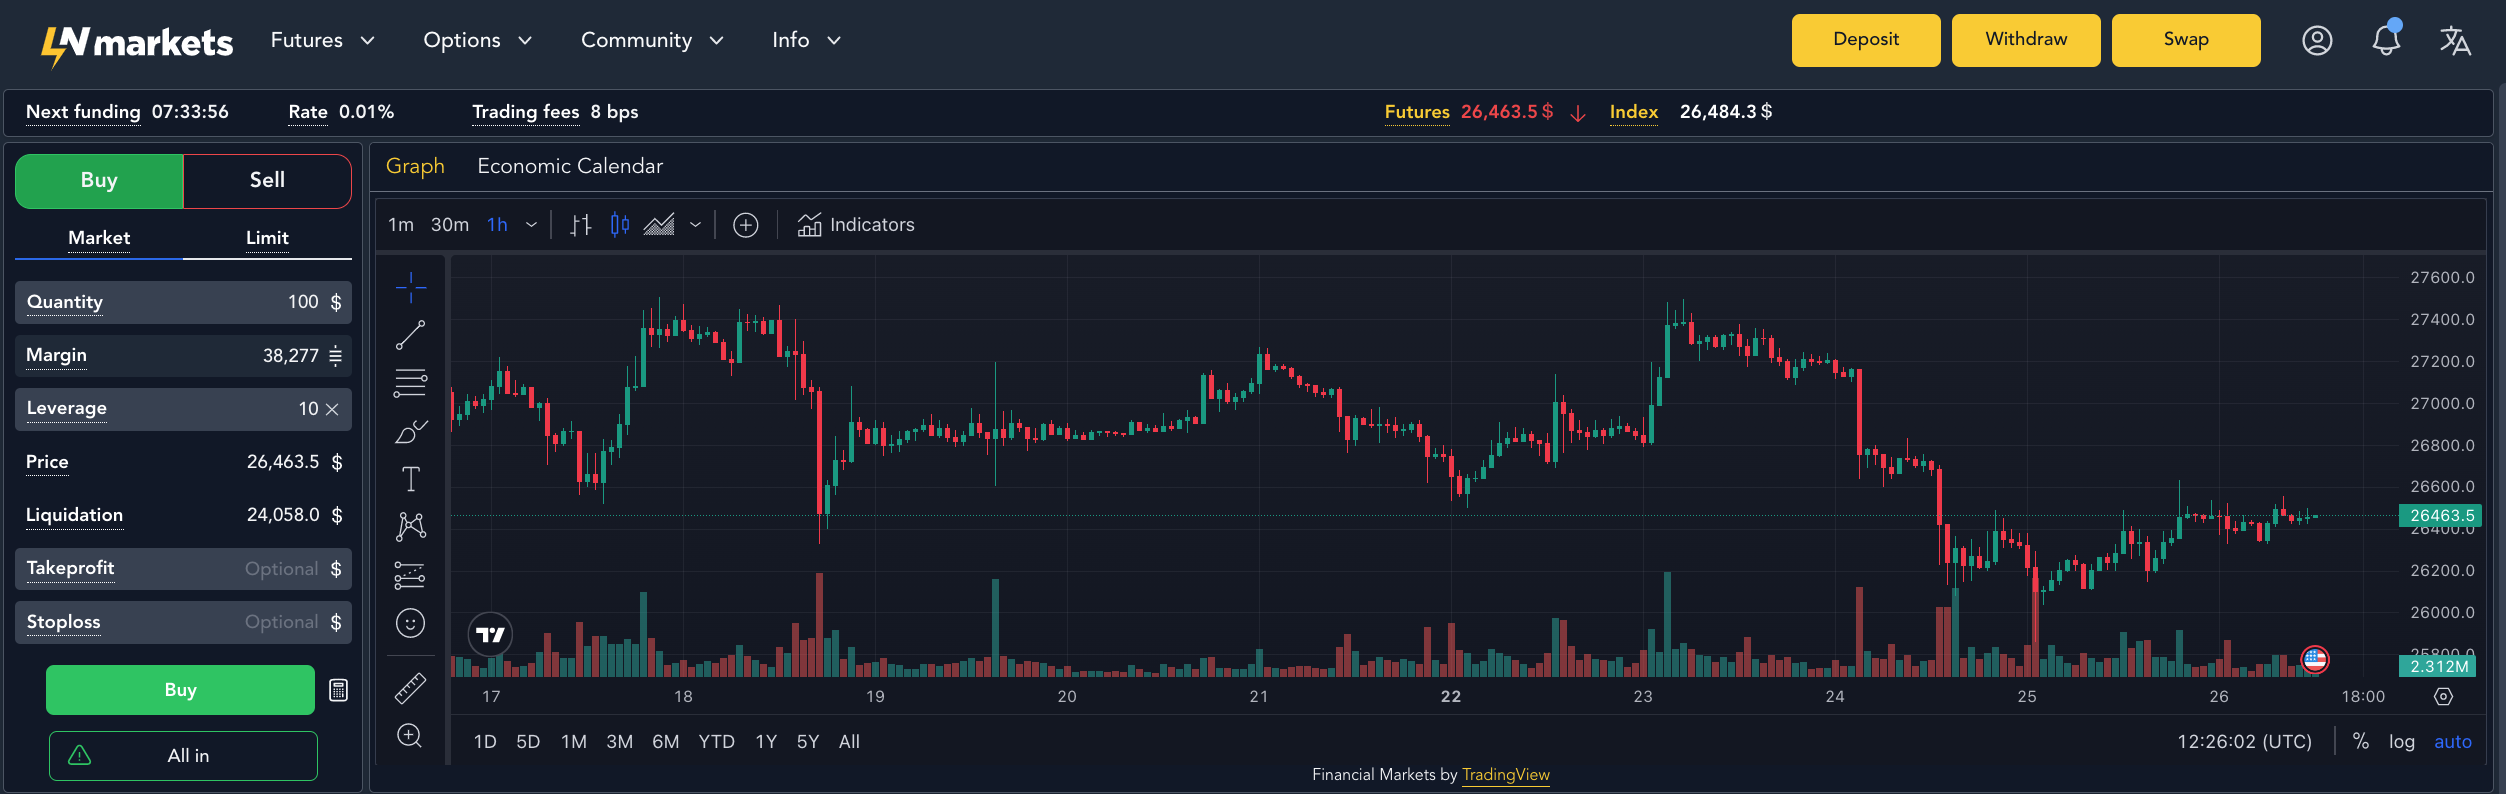 LN markets Futures Options Community Info Deposit Withdraw Swap
Next funding 07:33:56 Rate 0.01% Trading fees 8 bps Futures 26,463.5 $ ↓ Index 26,484.3 $
Buy Sell
Market Limit
Quantity 100 $
Margin 38,277
Leverage 10
Price 26,463.5 $
Liquidation 24,058.0 $
Takeprofit Optional $
Stoploss Optional $
Buy
All in
Graph Economic Calendar
1m 30m 1h Indicators
27600.0
27400.0
27200.0
27000.0
26800.0
26600.0
26463.5
26400.0
26200.0
26000.0
25800.0
2.312M
17 18 19 20 21 22 23 24 25 26 18:00
1D 5D 1M 3M 6M YTD 1Y 5Y All 12:26:02 (UTC) % log auto
Financial Markets by TradingView